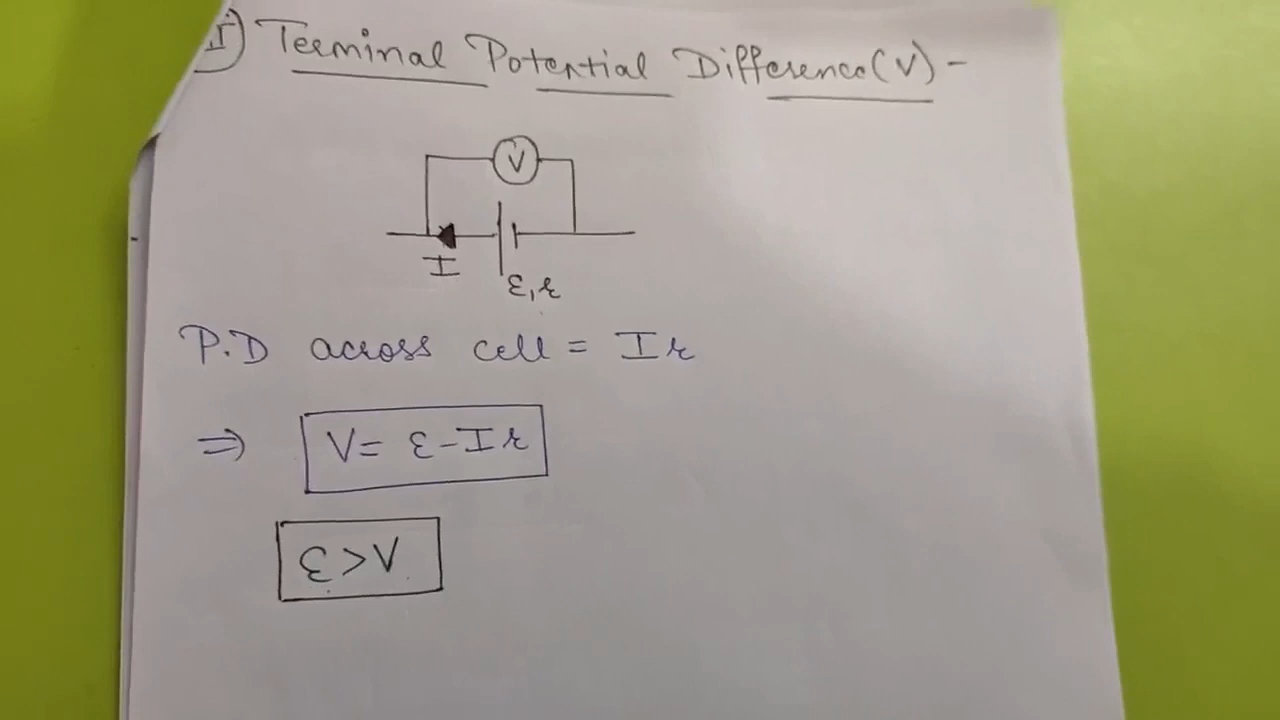 I) Terminal Potential Difference (V) -
V
I
ε, r
P.D across cell = Ir
⇒ V = ε - Ir
ε > V